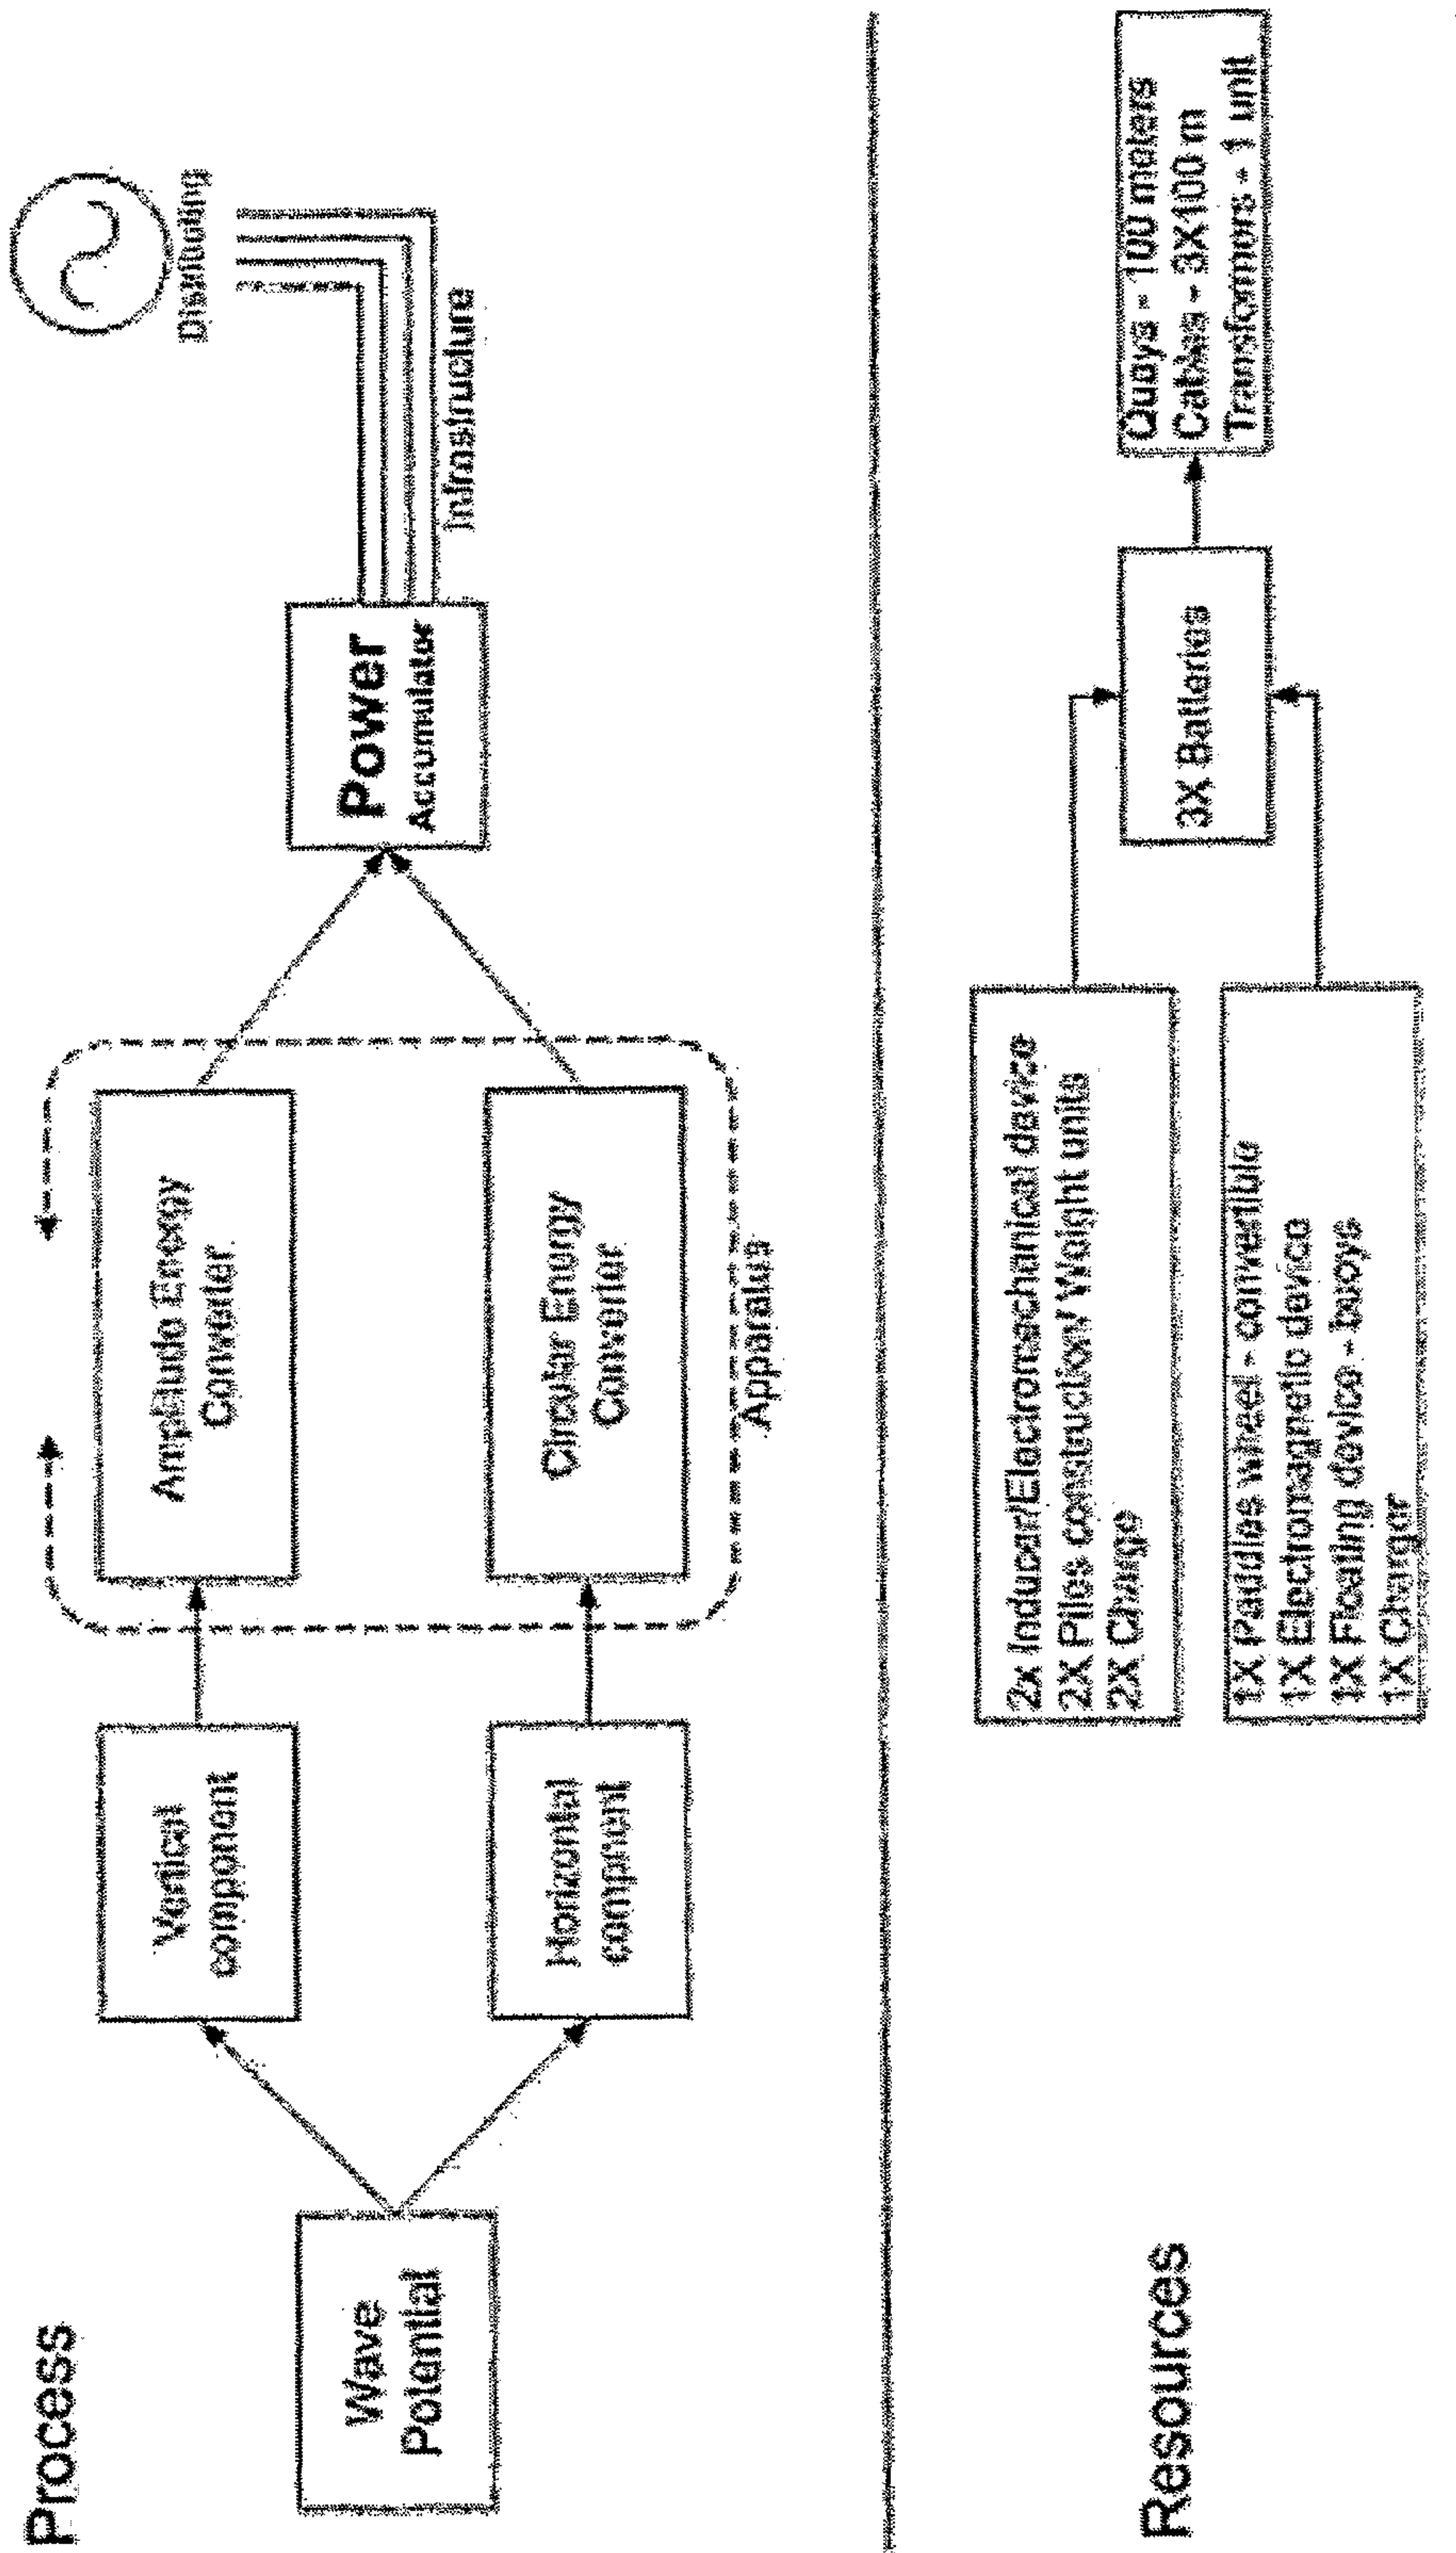 Process
Wave
Potential
Vertical
component
Horizontal
compnent
Amplitude Energy
Converter
Circular Energy
Converter
Apparatus
Power
Accumulator
Infrastructure
Distributing
Resources
2x Inducer/Electromechanical device
2X Piles construction/ Weight units
2X Charge
1X Paddles wheel - convertible
1X Electromagnetic device
1X Floating device - buoys
1X Charger
3X Batteries
Quays - 100 meters
Cables - 3X100 m
Transformers - 1 unit